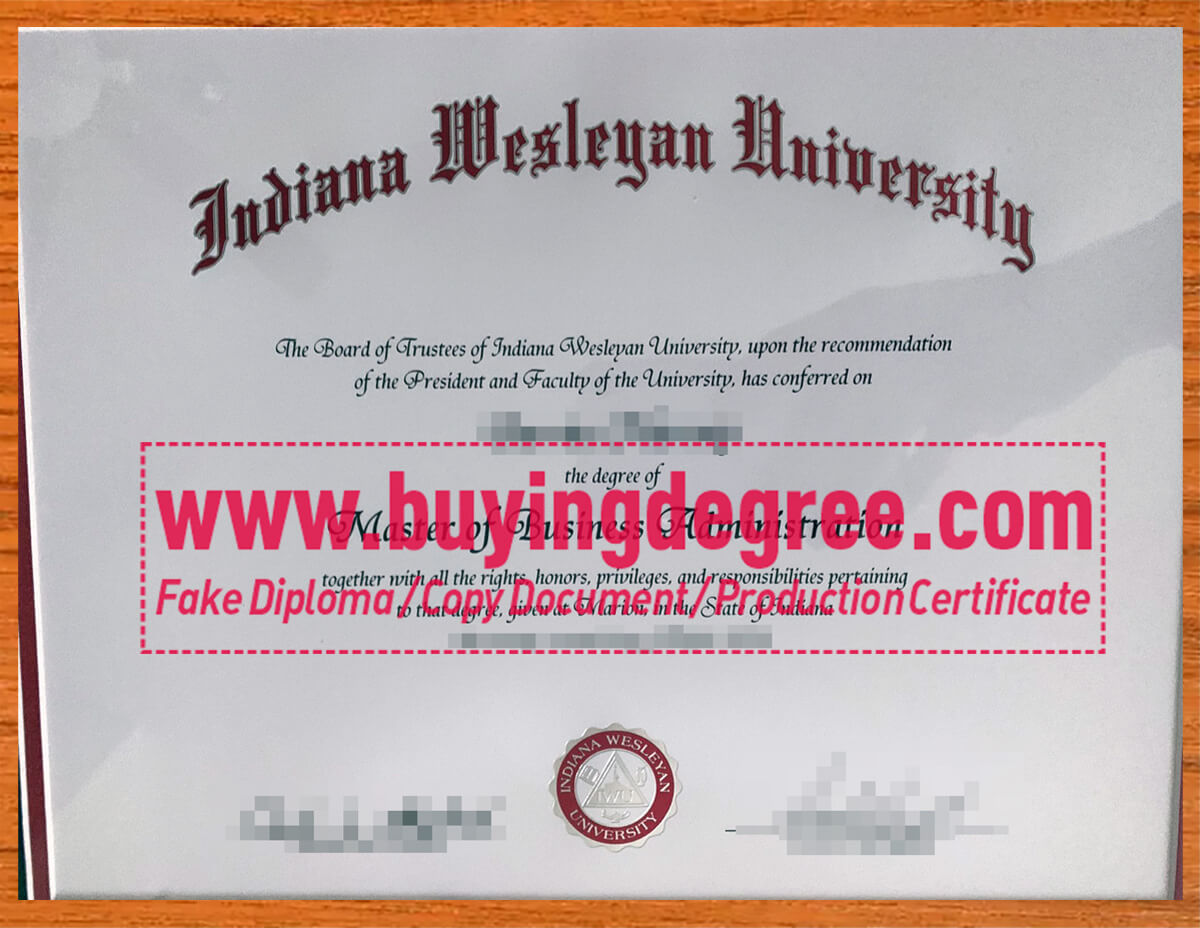 Indiana Wesleyan University
The Board of Trustees of Indiana Wesleyan University, upon the recommendation
of the President and Faculty of the University, has conferred on
the degree of
www.buyingdegree.com
Master of Business Administration
together with all the rights, honors, privileges, and responsibilities pertaining
Fake Diploma/Copy Document/Production Certificate
to that degree, given at Marion, in the State of Indiana
INDIANA WESLEYAN
IWU
UNIVERSITY